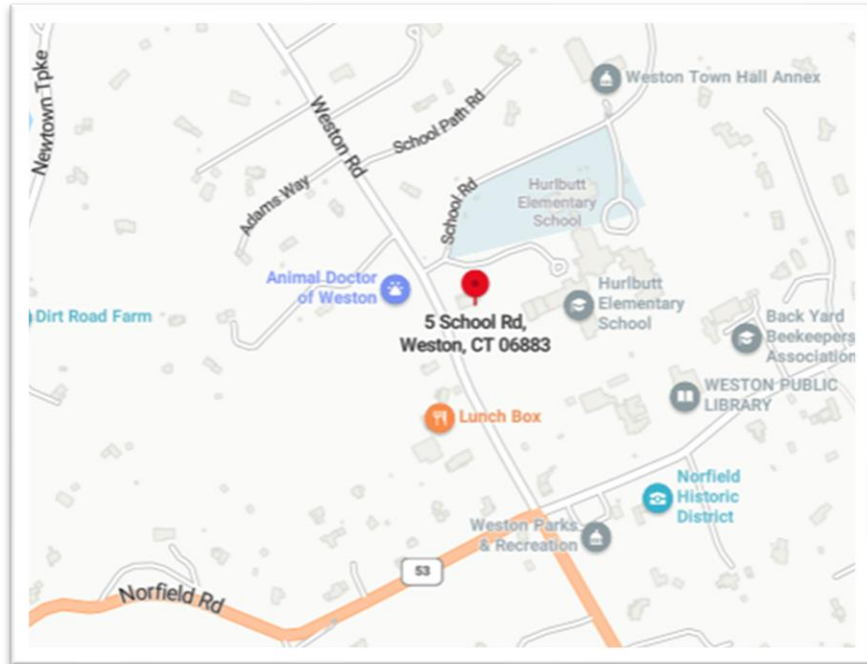 Newtown Tpke
Weston Rd
School Path Rd
Adams Way
School Rd
Weston Town Hall Annex
Hurlbutt
Elementary
School
Animal Doctor
of Weston
Dirt Road Farm
5 School Rd,
Weston, CT 06883
Hurlbutt
Elementary
School
Back Yard
Beekeepers
Association
WESTON PUBLIC
LIBRARY
Lunch Box
Norfield
Historic
District
Weston Parks
& Recreation
53
Norfield Rd